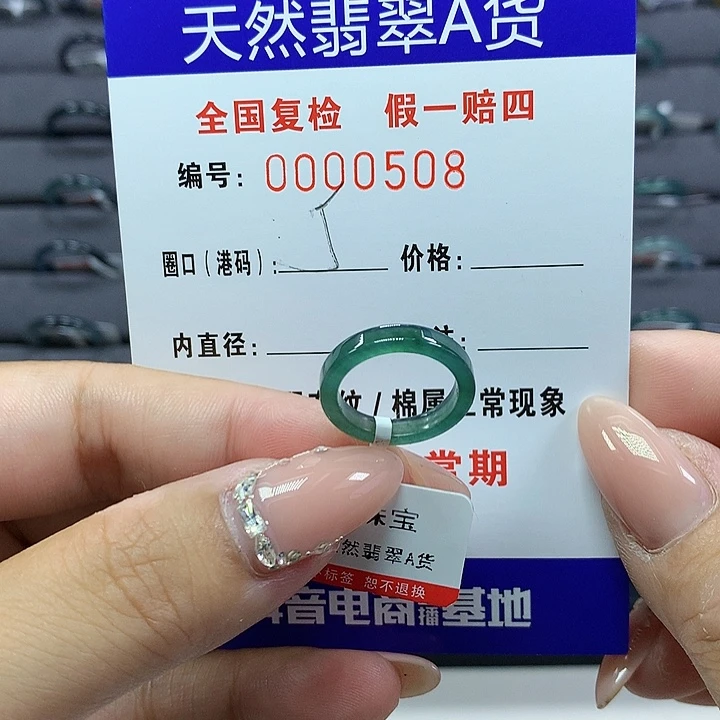 天然翡翠A货
全国复检 假一赔四
编号: 0000508
圈口(港码): 价格:
内直径:
纹/棉属正常现象
常期
珠宝
然翡翠A货
标签 恕不退换
音电商播基地